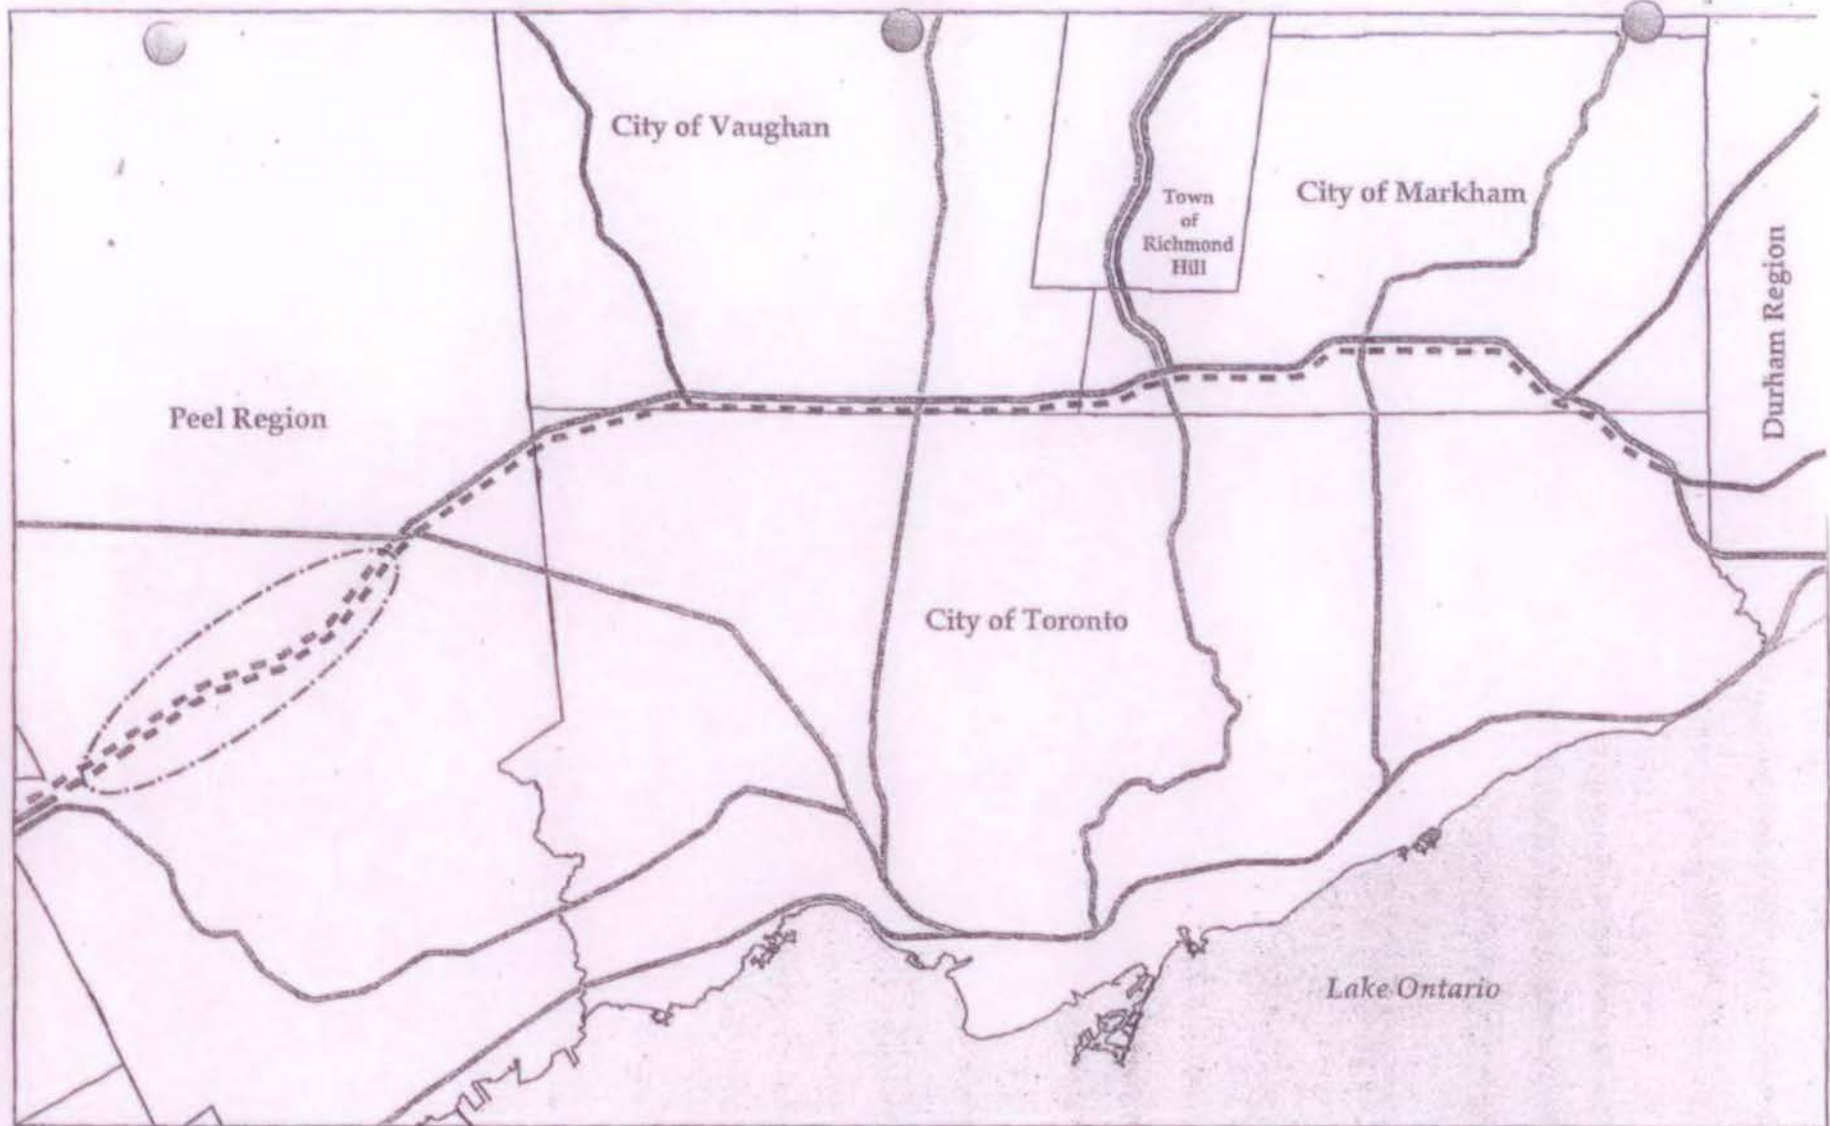 City of Vaughan
Town
of
Richmond
Hill
City of Markham
Durham Region
Peel Region
City of Toronto
Lake Ontario